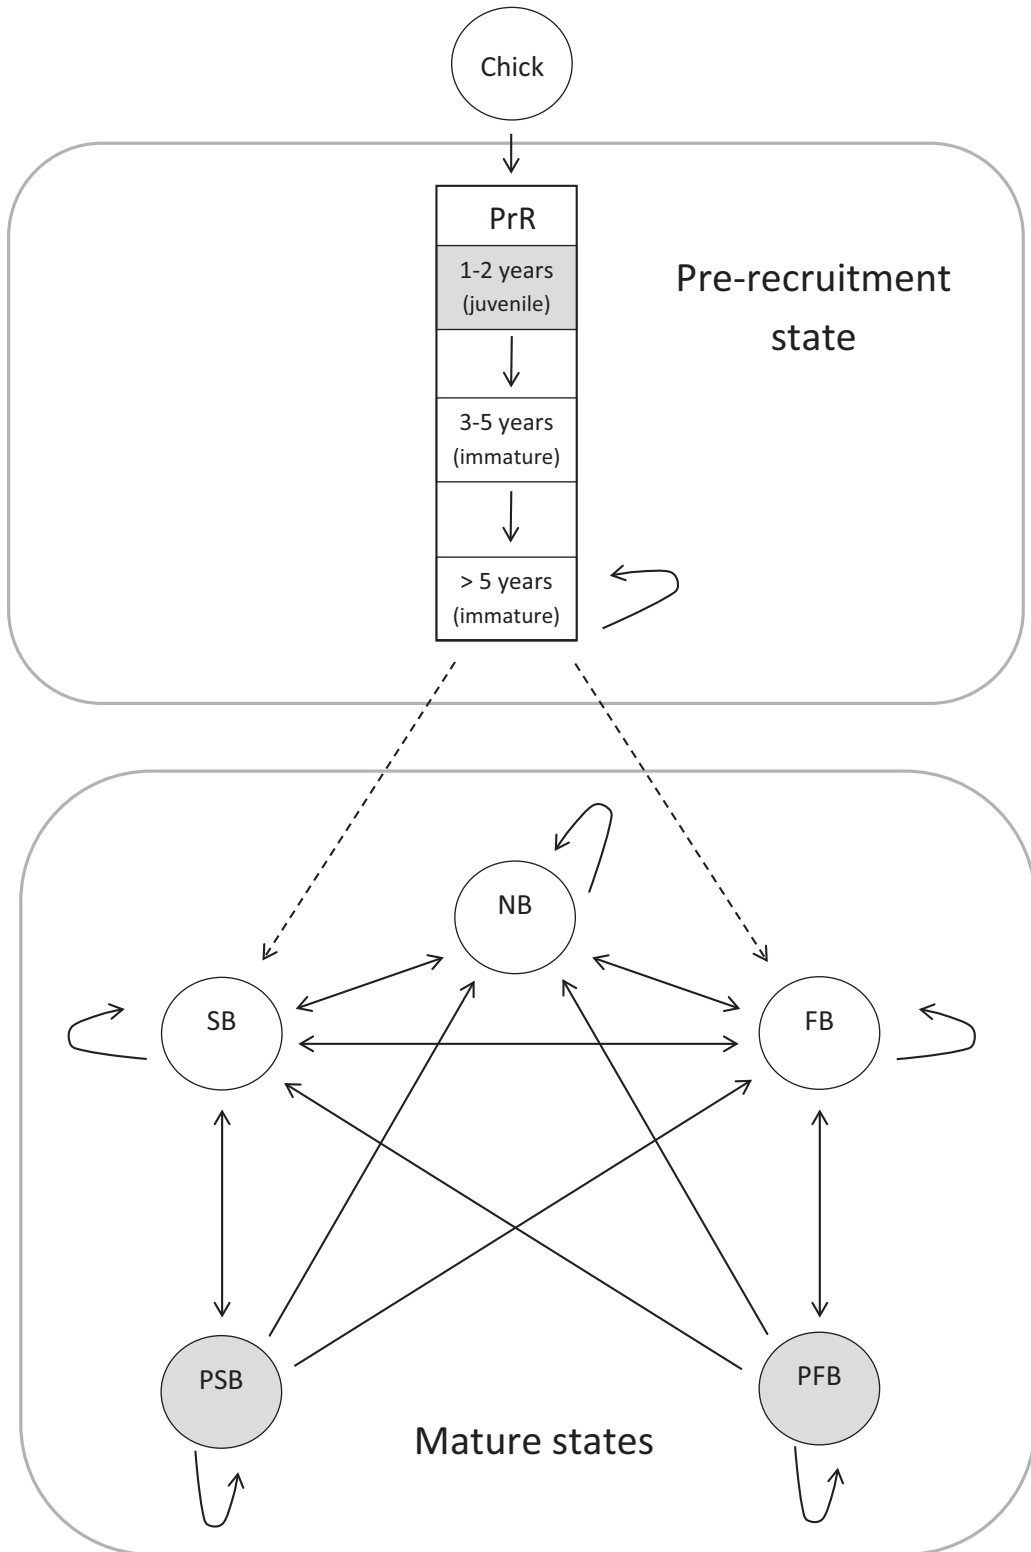 Chick
PrR
1-2 years
(juvenile)
Pre-recruitment
state
3-5 years
(immature)
> 5 years
(immature)
NB
SB
FB
PSB
PFB
Mature states